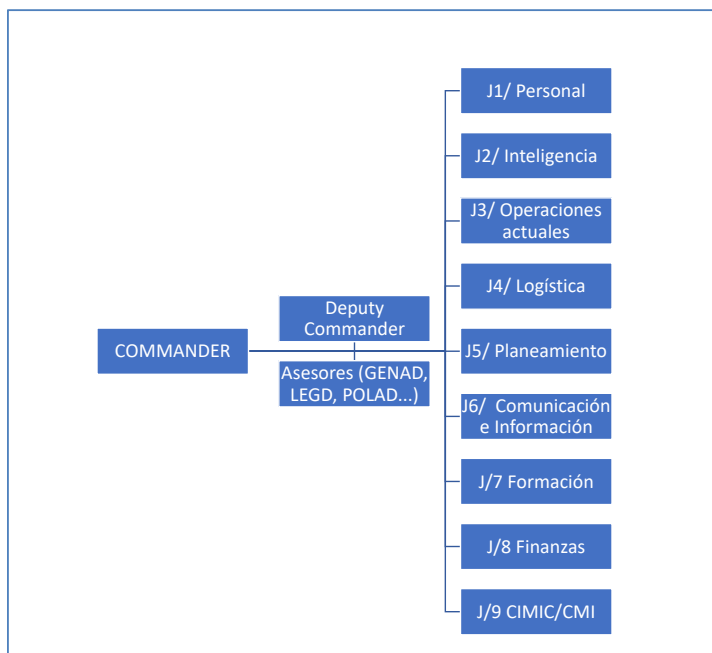 COMMANDER
Deputy
Commander
Asesores (GENAD,
LEGD, POLAD...)
J1/ Personal
J2/ Inteligencia
J3/ Operaciones
actuales
J4/ Logística
J5/ Planeamiento
J6/  Comunicación
e Información
J/7 Formación
J/8 Finanzas
J/9 CIMIC/CMI